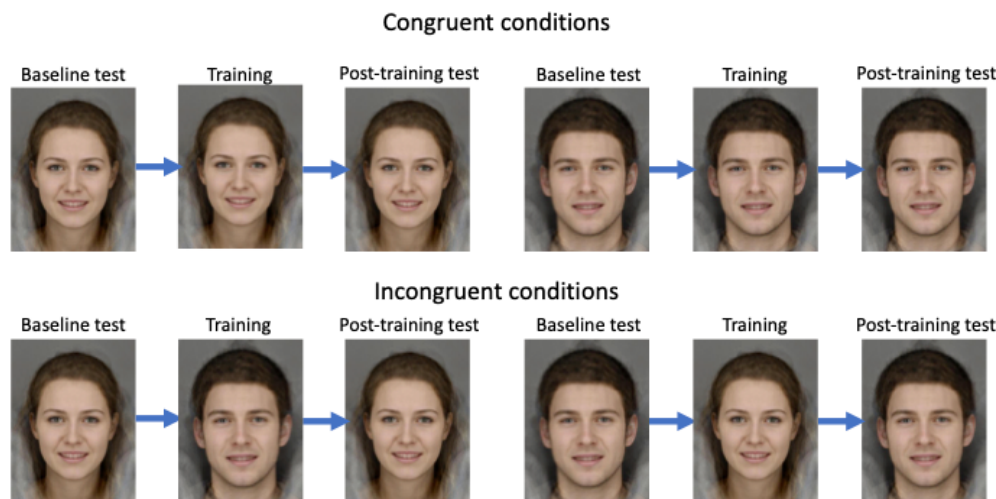 Congruent conditions
Baseline test Training Post-training test Baseline test Training Post-training test
Incongruent conditions
Baseline test Training Post-training test Baseline test Training Post-training test